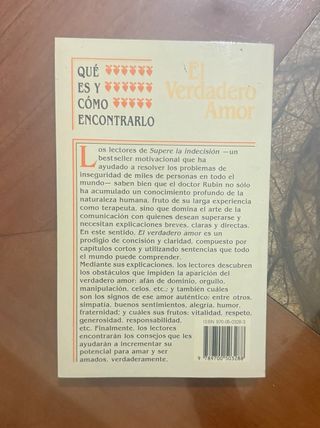 QUÉ
ES Y
CÓMO
ENCONTRARLO
El
Verdadero
Amor
Los lectores de Supere la indecisión —un
bestseller motivacional que ha
ayudado a resolver los problemas de
inseguridad de miles de personas en todo el
mundo— saben bien que el doctor Rubin no sólo
ha acumulado un conocimiento profundo de la
naturaleza humana, fruto de su larga experiencia
como terapeuta, sino que domina el arte de la
comunicación con quienes desean superarse y
necesitan explicaciones breves, claras y directas.
En este sentido, El verdadero amor es un
prodigio de concisión y claridad, compuesto por
capítulos cortos y utilizando sentencias que todo
el mundo puede comprender.
Mediante sus explicaciones, los lectores descubren
los obstáculos que impiden la aparición del
verdadero amor: afán de dominio, orgullo,
manipulación, celos, etc.; y también cuáles
son los signos de ese amor auténtico: entre otros,
simpatía, buenos sentimientos, alegría, humor,
fraternidad; y cuáles sus frutos: vitalidad, respeto,
generosidad, responsabilidad,
etc. Finalmente, los lectores
encontrarán los consejos que les
ayudarán a incrementar su
potencial para amar y ser
amados, verdaderamente.
ISBN 970-05-0328-3
9 789700 503288